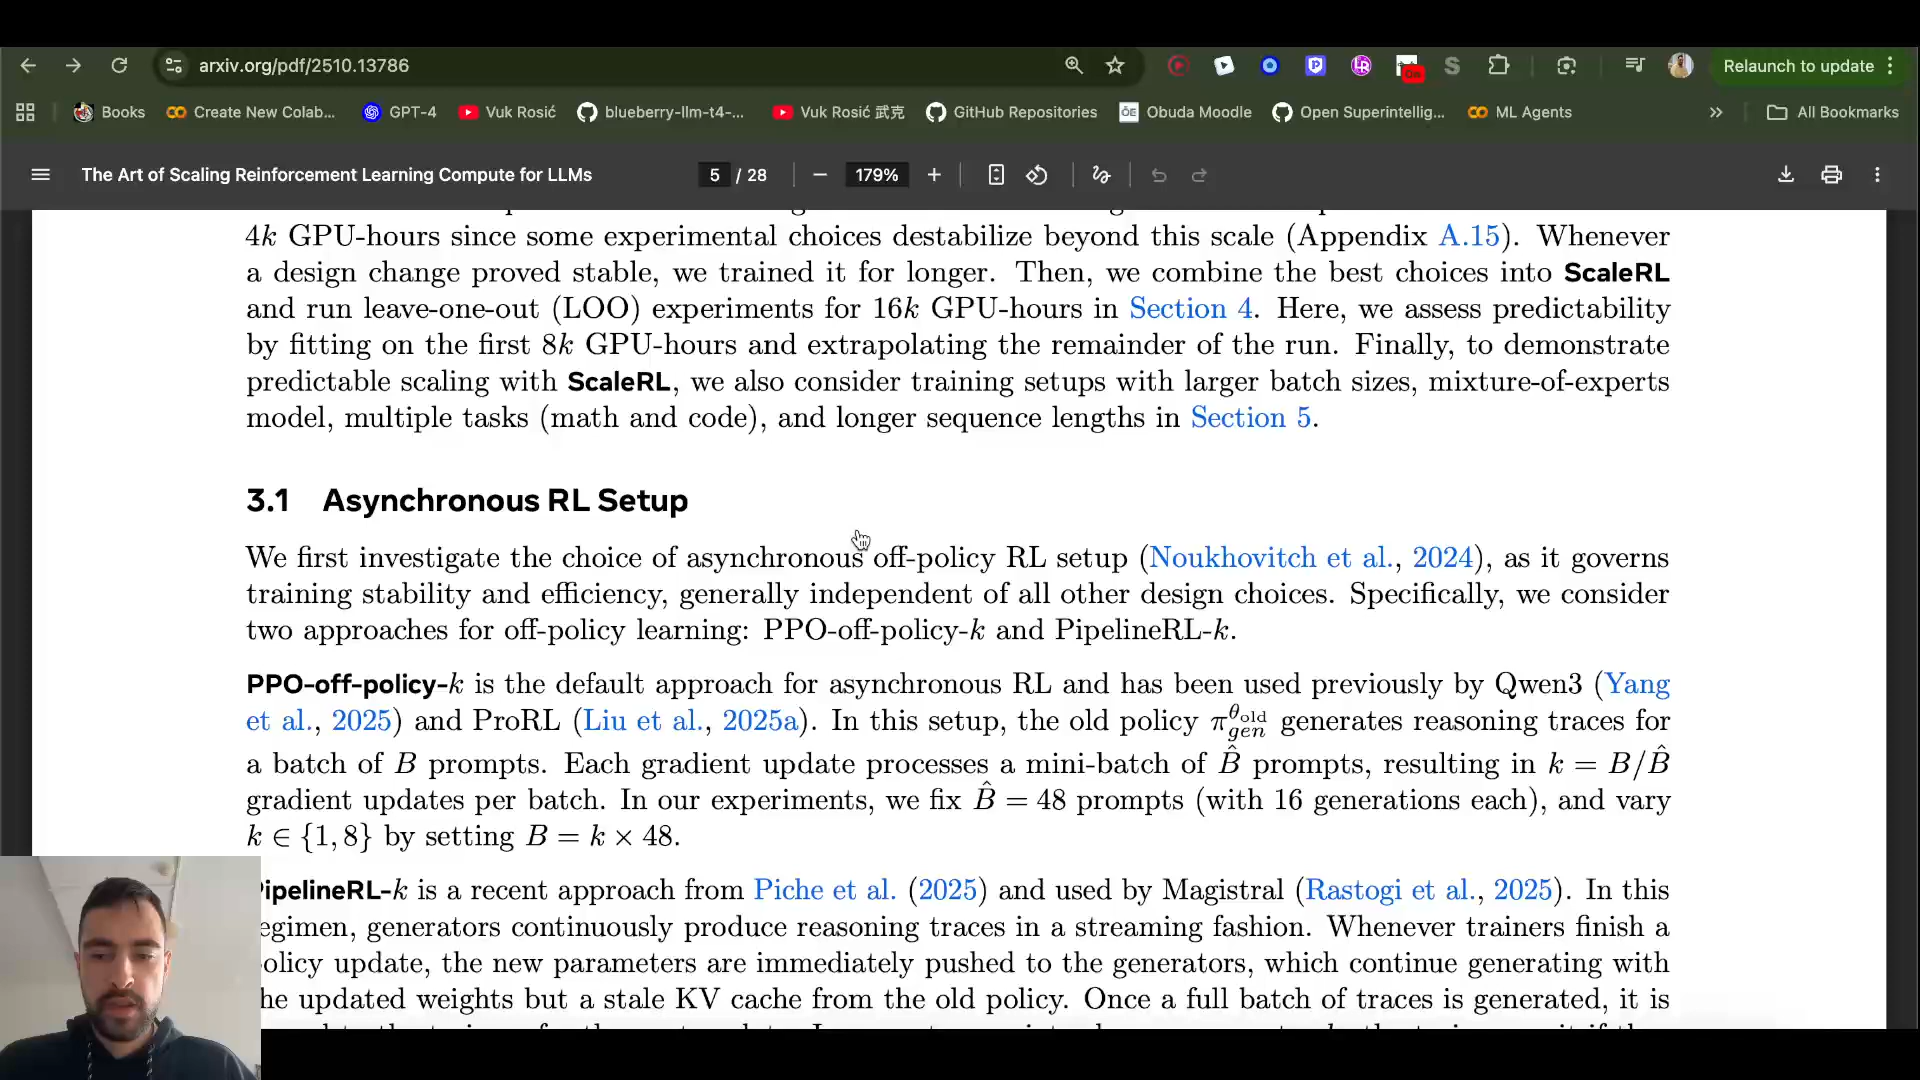 arxiv.org/pdf/2510.13786
Relaunch to update
Books
Create New Colab...
GPT-4
Vuk Rosić
blueberry-llm-t4-...
Vuk Rosić 武克
GitHub Repositories
Obuda Moodle
Open Superintellig...
ML Agents
All Bookmarks
The Art of Scaling Reinforcement Learning Compute for LLMs
5 / 28
179%
4k GPU-hours since some experimental choices destabilize beyond this scale (Appendix A.15). Whenever
a design change proved stable, we trained it for longer. Then, we combine the best choices into ScaleRL
and run leave-one-out (LOO) experiments for 16k GPU-hours in Section 4. Here, we assess predictability
by fitting on the first 8k GPU-hours and extrapolating the remainder of the run. Finally, to demonstrate
predictable scaling with ScaleRL, we also consider training setups with larger batch sizes, mixture-of-experts
model, multiple tasks (math and code), and longer sequence lengths in Section 5.
3.1 Asynchronous RL Setup
We first investigate the choice of asynchronous off-policy RL setup (Noukhovitch et al., 2024), as it governs
training stability and efficiency, generally independent of all other design choices. Specifically, we consider
two approaches for off-policy learning: PPO-off-policy-k and PipelineRL-k.
PPO-off-policy-k is the default approach for asynchronous RL and has been used previously by Qwen3 (Yang
et al., 2025) and ProRL (Liu et al., 2025a). In this setup, the old policy π_{gen}^{θ_old} generates reasoning traces for
a batch of B prompts. Each gradient update processes a mini-batch of B̂ prompts, resulting in k = B/B̂
gradient updates per batch. In our experiments, we fix B̂ = 48 prompts (with 16 generations each), and vary
k ∈ {1, 8} by setting B = k × 48.
PipelineRL-k is a recent approach from Piche et al. (2025) and used by Magistral (Rastogi et al., 2025). In this
egimen, generators continuously produce reasoning traces in a streaming fashion. Whenever trainers finish a
olicy update, the new parameters are immediately pushed to the generators, which continue generating with
he updated weights but a stale KV cache from the old policy. Once a full batch of traces is generated, it is